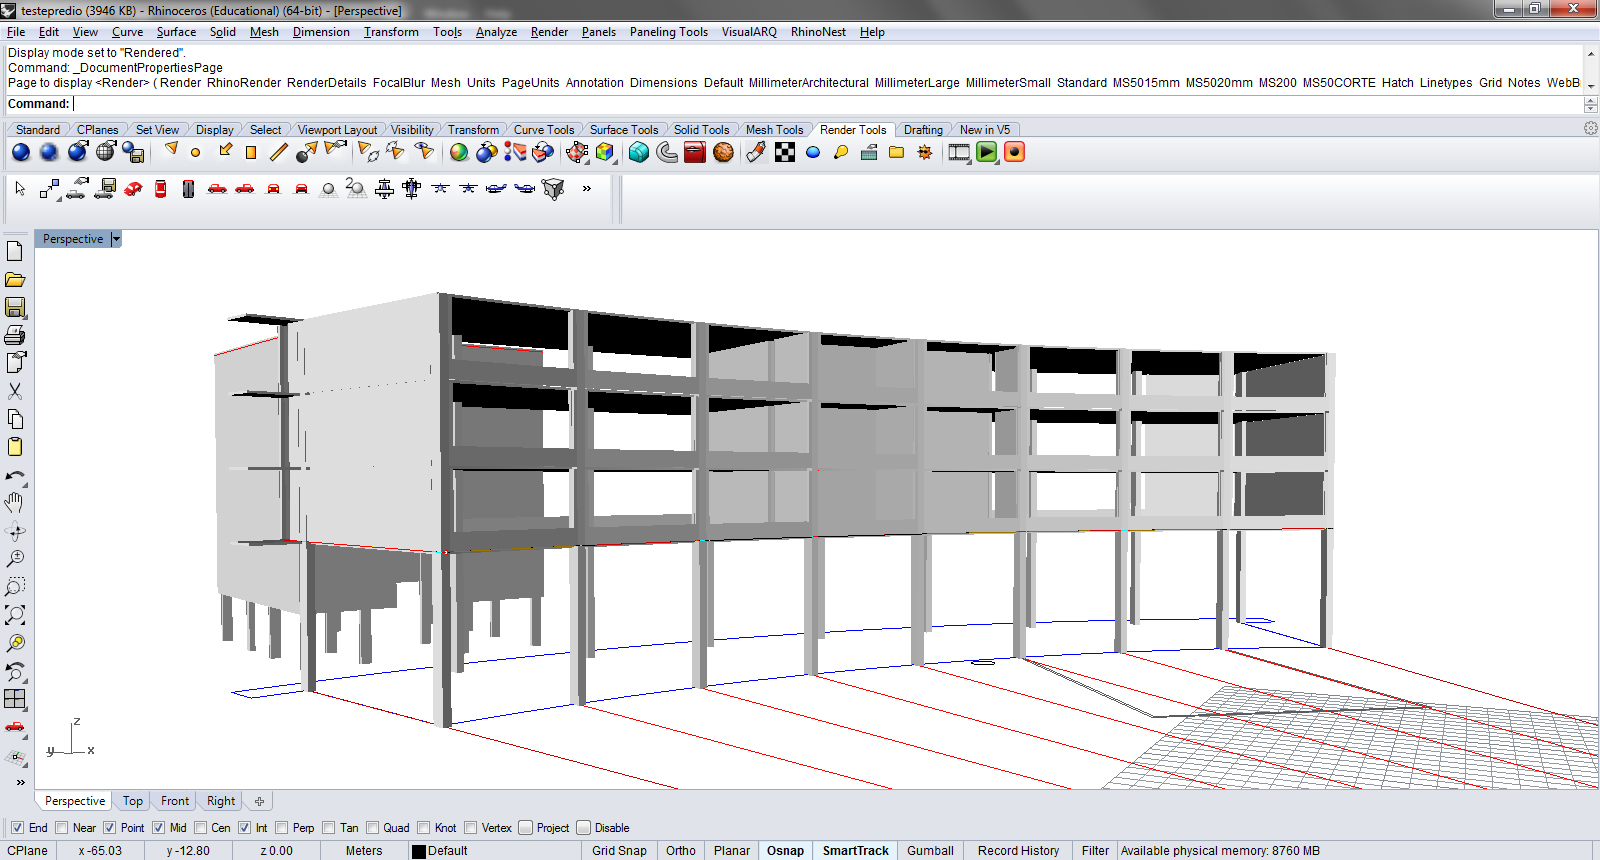 testepredio (3946 KB) - Rhinoceros (Educational) (64-bit) - [Perspective]
File Edit View Curve Surface Solid Mesh Dimension Transform Tools Analyze Render Panels Paneling Tools VisualARQ RhinoNest Help
Display mode set to "Rendered".
Command: _DocumentPropertiesPage
Page to display <Render> ( Render RhinoRender RenderDetails FocalBlur Mesh Units PageUnits Annotation Dimensions Default MillimeterArchitectural MillimeterLarge MillimeterSmall Standard MS5015mm MS5020mm MS200 MS50CORTE Hatch Linetypes Grid Notes WebB
Command:
Standard CPlanes Set View Display Select Viewport Layout Visibility Transform Curve Tools Surface Tools Solid Tools Mesh Tools Render Tools Drafting New in V5
2
»
Perspective
z
y x
»
Perspective Top Front Right
End Near Point Mid Cen Int Perp Tan Quad Knot Vertex Project Disable
CPlane x -65.03 y -12.80 z 0.00 Meters Default Grid Snap Ortho Planar Osnap SmartTrack Gumball Record History Filter Available physical memory: 8760 MB